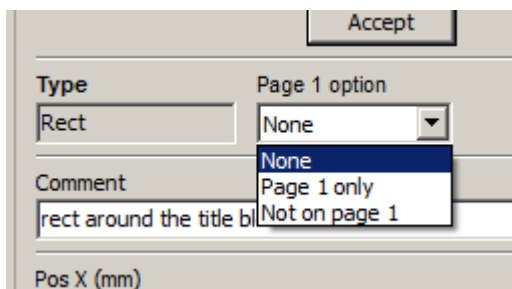 Accept
Type
Page 1 option
Rect
None
None
Page 1 only
Not on page 1
Comment
rect around the title bl
Pos X (mm)